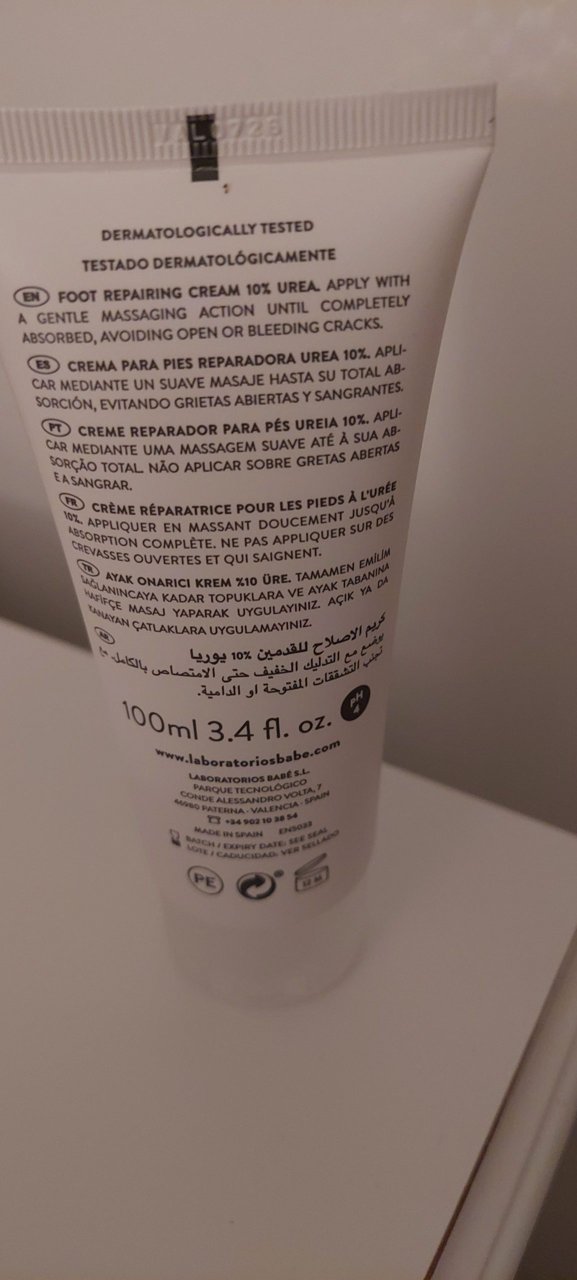 DERMATOLOGICALLY TESTED
TESTADO DERMATOLÓGICAMENTE
EN FOOT REPAIRING CREAM 10% UREA. APPLY WITH
A GENTLE MASSAGING ACTION UNTIL COMPLETELY
ABSORBED, AVOIDING OPEN OR BLEEDING CRACKS.
ES CREMA PARA PIES REPARADORA UREA 10%. APLI-
CAR MEDIANTE UN SUAVE MASAJE HASTA SU TOTAL AB-
SORCIÓN, EVITANDO GRIETAS ABIERTAS Y SANGRANTES.
PT CREME REPARADOR PARA PÉS UREIA 10%. APLI-
CAR MEDIANTE UMA MASSAGEM SUAVE ATÉ À SUA AB-
SORÇÃO TOTAL. NÃO APLICAR SOBRE GRETAS ABERTAS
E A SANGRAR.
FR CRÈME RÉPARATRICE POUR LES PIEDS À L'URÉE
10%. APPLIQUER EN MASSANT DOUCEMENT JUSQU'À
ABSORPTION COMPLÈTE. NE PAS APPLIQUER SUR DES
CREVASSES OUVERTES ET QUI SAIGNENT.
TR AYAK ONARICI KREM %10 ÜRE. TAMAMEN EMİLİM
SAĞLANINCAYA KADAR TOPUKLARA VE AYAK TABANINA
HAFİFÇE MASAJ YAPARAK UYGULAYINIZ. AÇIK YA DA
KANAYAN ÇATLAKLARA UYGULAMAYINIZ.
AR كريم الاصلاح للقدمين 10% يوريا
يوضع مع التدليك الخفيف حتى الامتصاص بالكامل، مع
تجنب التشققات المفتوحة او الدامية.
100ml 3.4 fl. oz. pH 4
www.laboratoriosbabe.com
LABORATORIOS BABÉ S.L.
PARQUE TECNOLÓGICO
CONDE ALESSANDRO VOLTA, 7
46980 PATERNA - VALENCIA - SPAIN
+34 902 10 28 54
MADE IN SPAIN EN5023
BATCH / EXPIRY DATE: SEE SEAL
LOTE / CADUCIDAD: VER SELLADO
PE